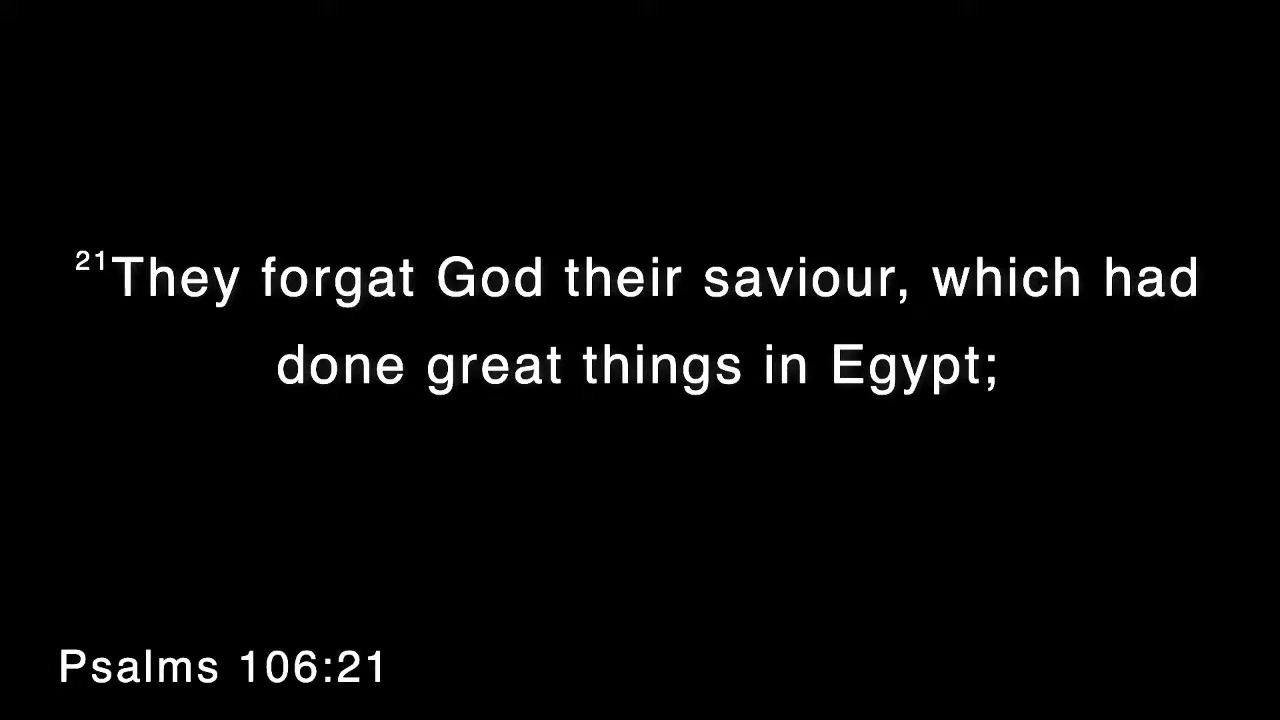 21They forgat God their saviour, which had
done great things in Egypt;
Psalms 106:21